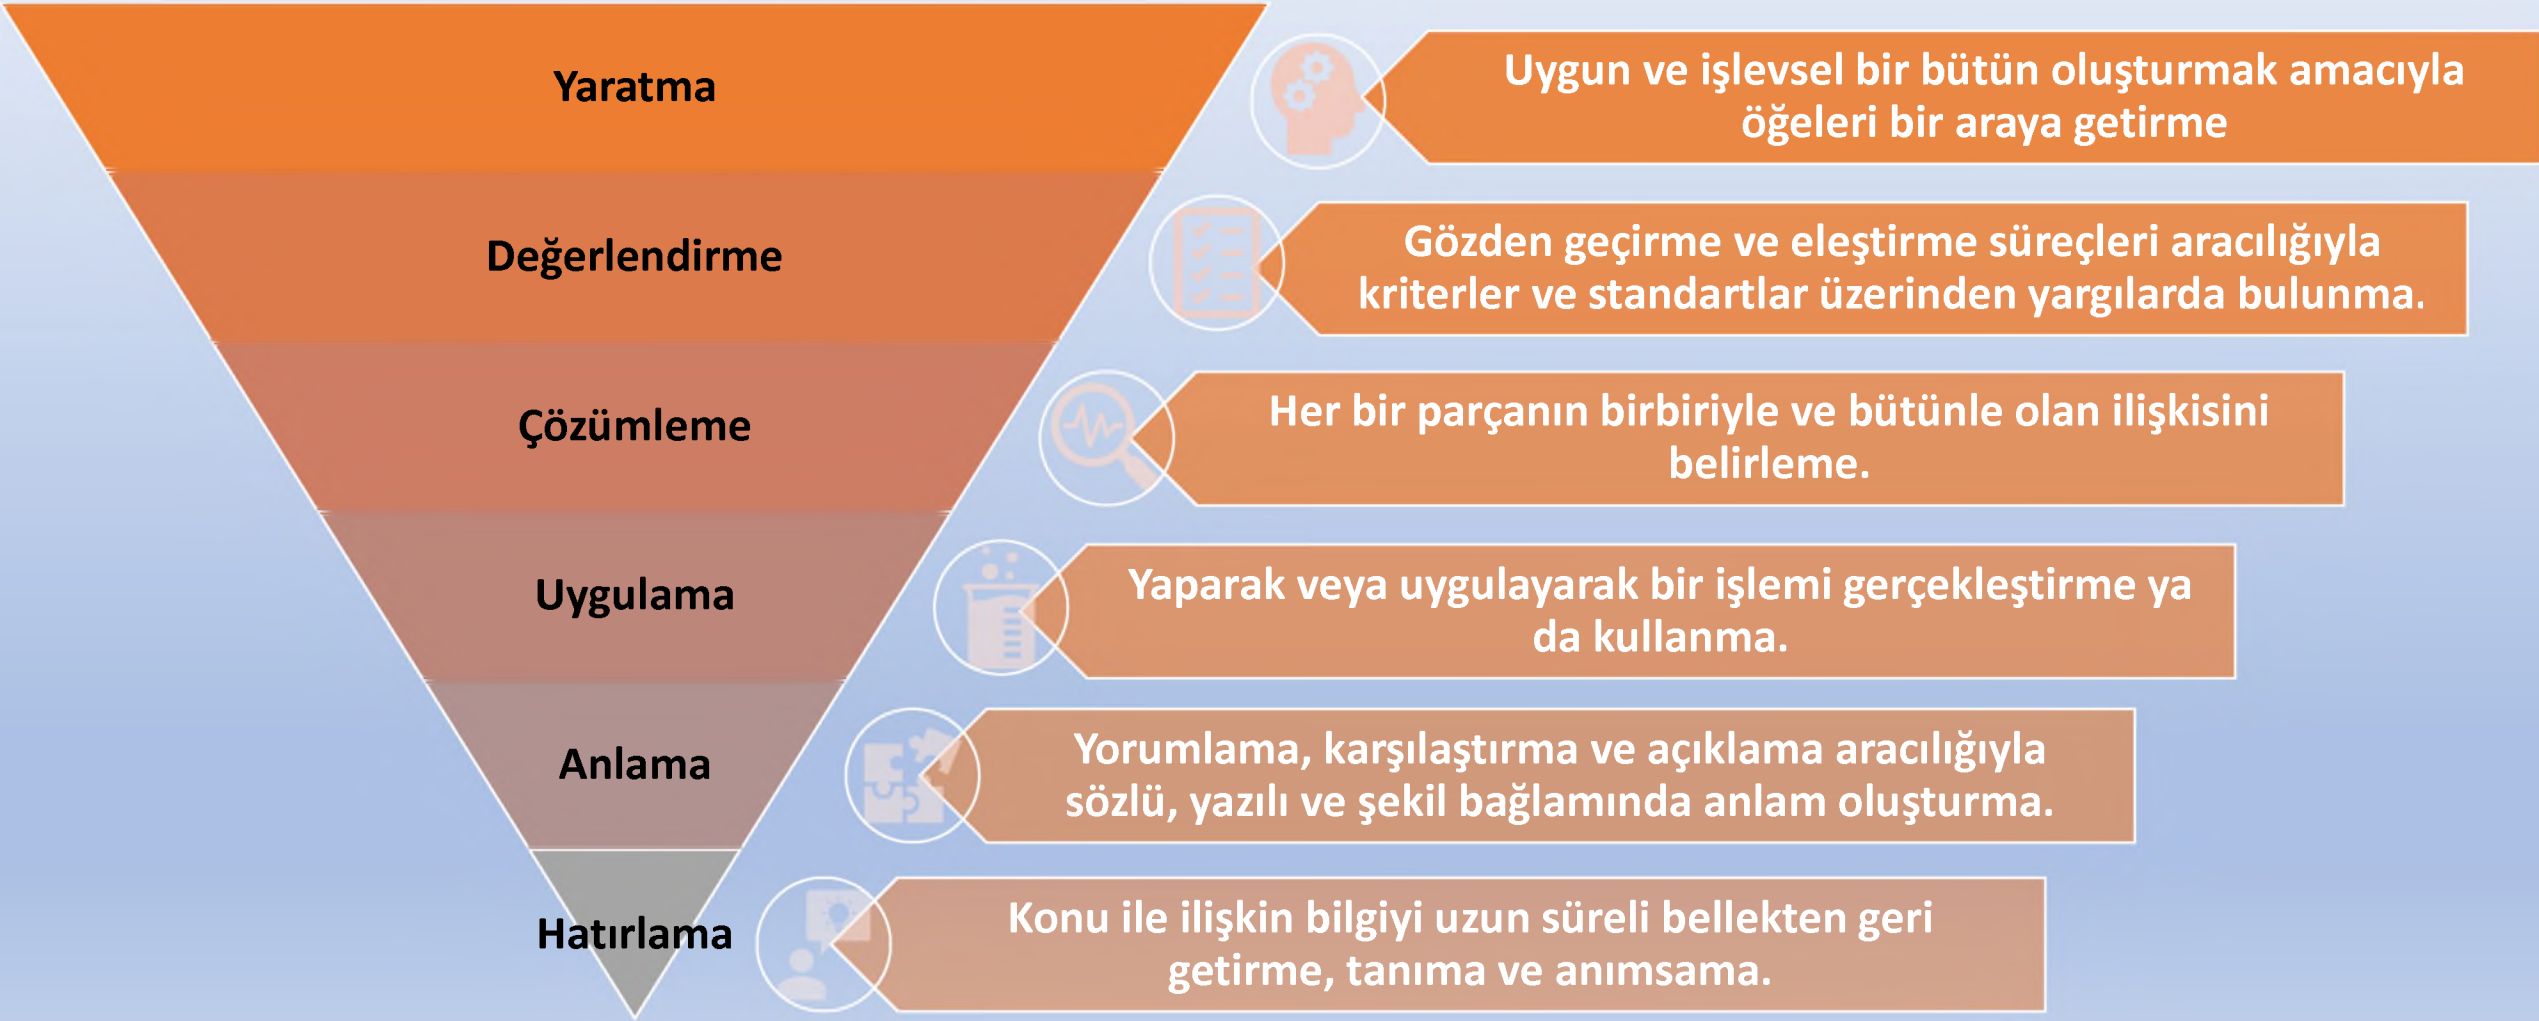 Yaratma
Uygun ve işlevsel bir bütün oluşturmak amacıyla
öğeleri bir araya getirme
Değerlendirme
Gözden geçirme ve eleştirme süreçleri aracılığıyla
kriterler ve standartlar üzerinden yargılarda bulunma.
Çözümleme
Her bir parçanın birbiriyle ve bütünle olan ilişkisini
belirleme.
Uygulama
Yaparak veya uygulayarak bir işlemi gerçekleştirme ya
da kullanma.
Anlama
Yorumlama, karşılaştırma ve açıklama aracılığıyla
sözlü, yazılı ve şekil bağlamında anlam oluşturma.
Hatırlama
Konu ile ilişkin bilgiyi uzun süreli bellekten geri
getirme, tanıma ve anımsama.